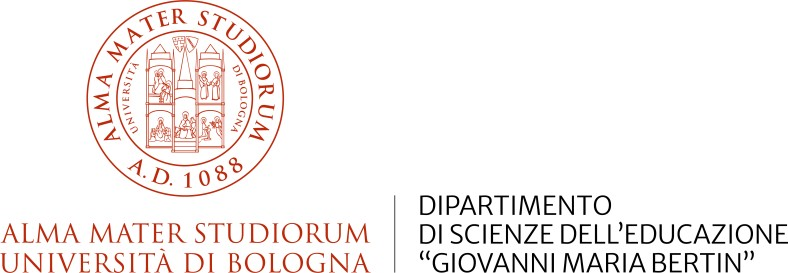 ALMA MATER STUDIORUM
A.D. 1088
UNIVERSITÀ
DI BOLOGNA
ALMA MATER STUDIORUM
UNIVERSITÀ DI BOLOGNA
DIPARTIMENTO
DI SCIENZE DELL’EDUCAZIONE
“GIOVANNI MARIA BERTIN”